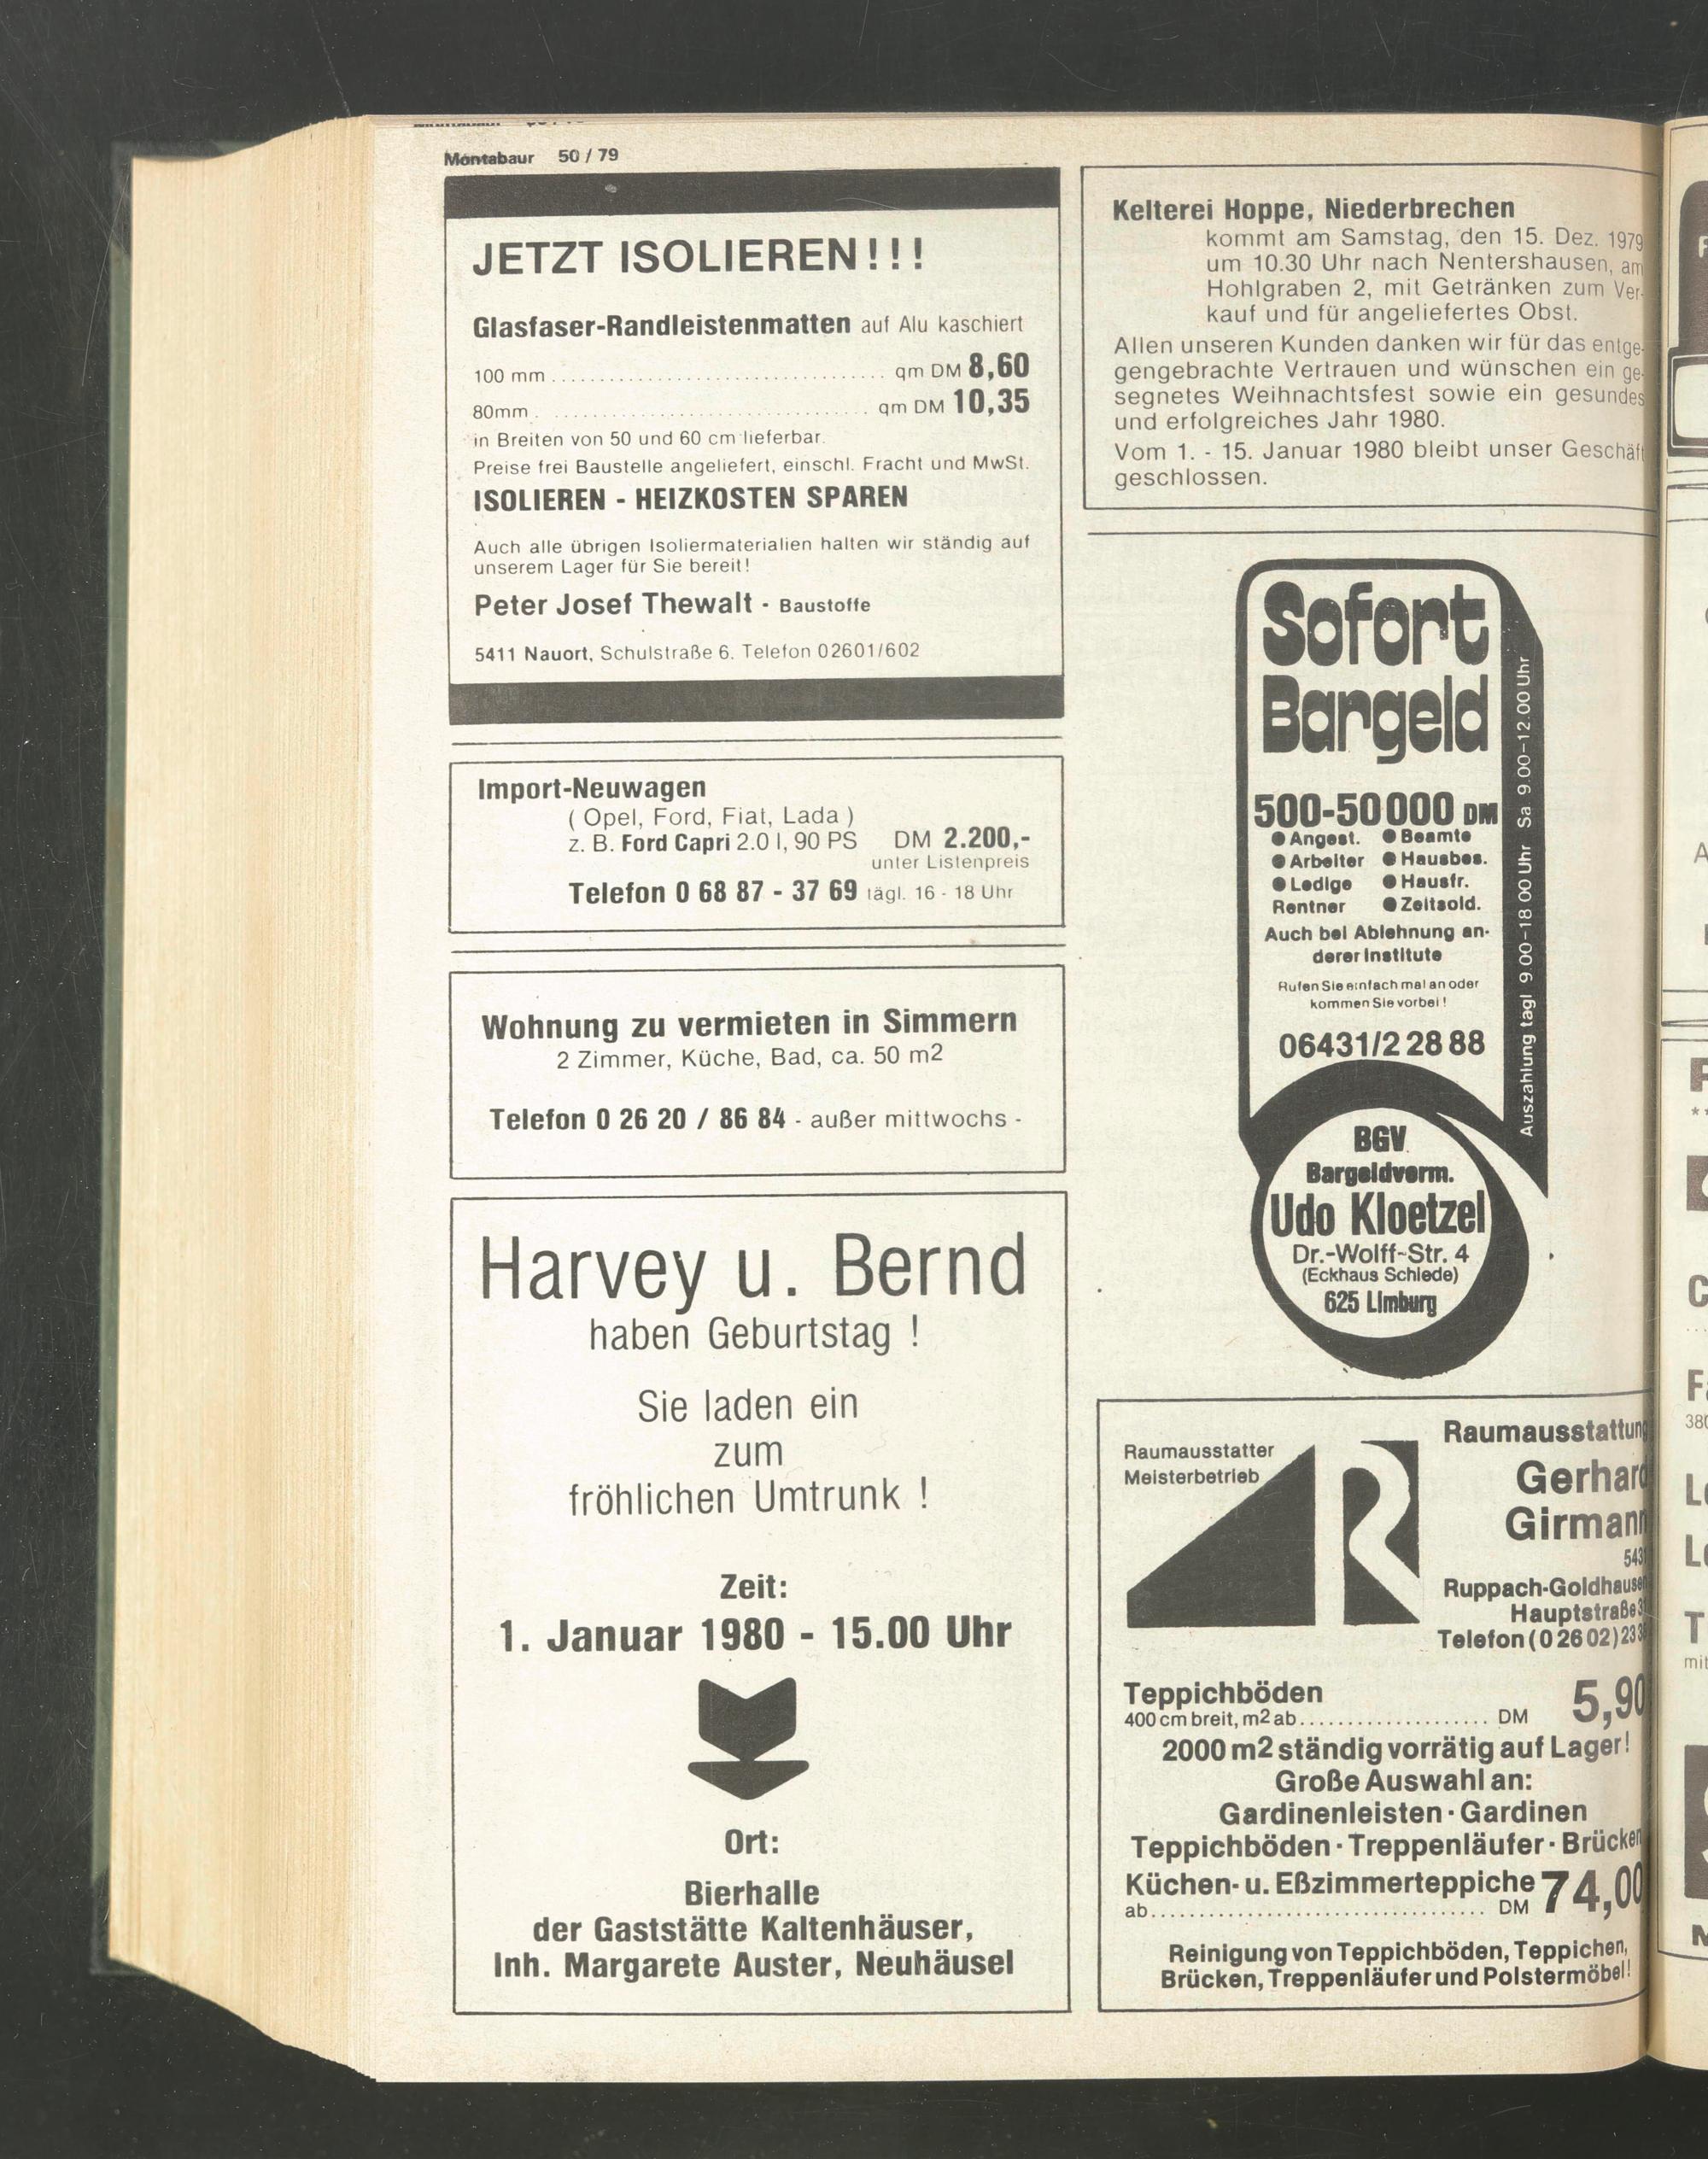 Montabaur 50 / 79
JETZT ISOLIEREN!!!
Glasfaser-Randleistenmatten auf Alu kaschiert
100 mm .................................. qm DM 8,60
80mm .................................. qm DM 10,35
in Breiten von 50 und 60 cm lieferbar.
Preise frei Baustelle angeliefert, einschl. Fracht und MwSt.
ISOLIEREN - HEIZKOSTEN SPAREN
Auch alle übrigen Isoliermaterialien halten wir ständig auf
unserem Lager für Sie bereit!
Peter Josef Thewalt - Baustoffe
5411 Nauort, Schulstraße 6. Telefon 02601/602
Import-Neuwagen
( Opel, Ford, Fiat, Lada )
z. B. Ford Capri 2.0 l, 90 PS DM 2.200,-
unter Listenpreis
Telefon 0 68 87 - 37 69 tägl. 16 - 18 Uhr
Wohnung zu vermieten in Simmern
2 Zimmer, Küche, Bad, ca. 50 m2
Telefon 0 26 20 / 86 84 - außer mittwochs -
Harvey u. Bernd
haben Geburtstag !
Sie laden ein
zum
fröhlichen Umtrunk !
Zeit:
1. Januar 1980 - 15.00 Uhr
Ort:
Bierhalle
der Gaststätte Kaltenhäuser,
Inh. Margarete Auster, Neuhäusel
Kelterei Hoppe, Niederbrechen
kommt am Samstag, den 15. Dez. 1979
um 10.30 Uhr nach Nentershausen, am
Hohlgraben 2, mit Getränken zum Ver-
kauf und für angeliefertes Obst.
Allen unseren Kunden danken wir für das entge-
gengebrachte Vertrauen und wünschen ein ge-
segnetes Weihnachtsfest sowie ein gesundes
und erfolgreiches Jahr 1980.
Vom 1. - 15. Januar 1980 bleibt unser Geschäft
geschlossen.
Sofort
Bargeld
500-50000 DM
● Angest. ● Beamte
● Arbeiter ● Hausbes.
● Ledige ● Hausfr.
Rentner ● Zeitsold.
Auch bei Ablehnung an-
derer Institute
Rufen Sie einfach mal an oder
kommen Sie vorbei!
06431/2 28 88
Auszahlung tägl 9.00-18 00 Uhr Sa 9.00-12.00 Uhr
BGV
Bargeldverm.
Udo Kloetzel
Dr.-Wolff-Str. 4
(Eckhaus Schiede)
625 Limburg
Raumausstatter
Meisterbetrieb
R
Raumausstattung
Gerhard
Girmann
543
Ruppach-Goldhausen
Hauptstraße
Telefon (0 26 02) 23
Teppichböden
400 cm breit, m2 ab .................... DM 5,90
2000 m2 ständig vorrätig auf Lager!
Große Auswahl an:
Gardinenleisten · Gardinen
Teppichböden · Treppenläufer · Brücken
Küchen- u. Eßzimmerteppiche
ab .................................... DM 74,00
Reinigung von Teppichböden, Teppichen,
Brücken, Treppenläufer und Polstermöbel!